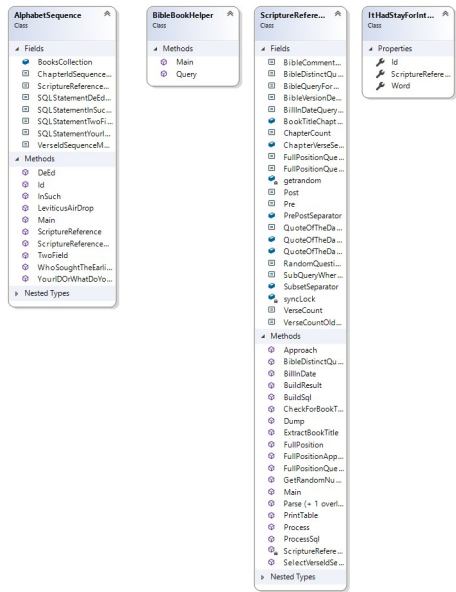 AlphabetSequence
Class
Fields
BooksCollection
ChapterIdSequence...
ScriptureReference...
SQLStatementDeEd...
SQLStatementInSuc...
SQLStatementTwoFi...
SQLStatementYourI...
VerseIdSequenceM...
Methods
DeEd
Id
InSuch
LeviticusAirDrop
Main
ScriptureReference
ScriptureReference...
TwoField
WhoSoughtTheEarli...
YourIDOrWhatDoYo...
Nested Types
BibleBookHelper
Class
Methods
Main
Query
ScriptureRefere...
Class
Fields
BibleComment...
BibleDistinctQu...
BibleQueryFor...
BibleVersionDe...
BillInDateQuery...
BookTitleChapt...
ChapterCount
ChapterVerseSe...
FullPositionQue...
FullPositionQue...
getrandom
Post
Pre
PrePostSeparator
QuoteOfTheDa...
QuoteOfTheDa...
QuoteOfTheDa...
RandomQuesti...
SubQueryWher...
SubsetSeparator
syncLock
VerseCount
VerseCountOld...
Methods
Approach
BibleDistinctQu...
BillInDate
BuildResult
BuildSql
CheckForBookT...
Dump
ExtractBookTitle
FullPosition
FullPositionApp...
FullPositionQue...
GetRandomNu...
Main
Parse (+ 1 overl...
PrintTable
Process
ProcessSql
ScriptureRefere...
SelectVerseIdSe...
Nested Types
ItHadStayForInt...
Class
Properties
Id
ScriptureRefere...
Word